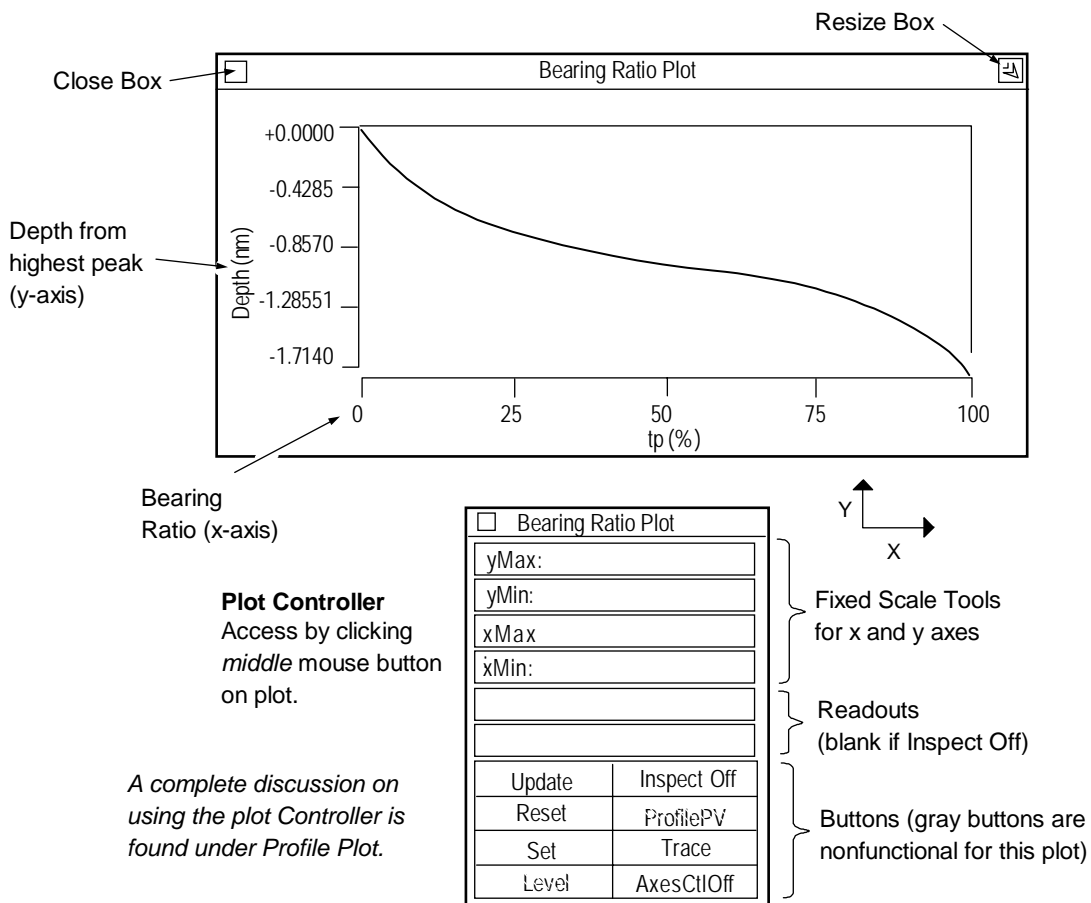 Resize Box
Close Box
Bearing Ratio Plot
+0.0000
-0.4285
-0.8570
-1.28551
-1.7140
Depth (nm)
Depth from
highest peak
(y-axis)
0
25
50
75
100
tp (%)
Bearing
Ratio (x-axis)
Y
X
Plot Controller
Access by clicking
middle mouse button
on plot.
A complete discussion on
using the plot Controller is
found under Profile Plot.
Bearing Ratio Plot
yMax:
yMin:
xMax
xMin:
Update
Inspect Off
Reset
ProfilePV
Set
Trace
Level
AxesCtlOff
Fixed Scale Tools
for x and y axes
Readouts
(blank if Inspect Off)
Buttons (gray buttons are
nonfunctional for this plot)